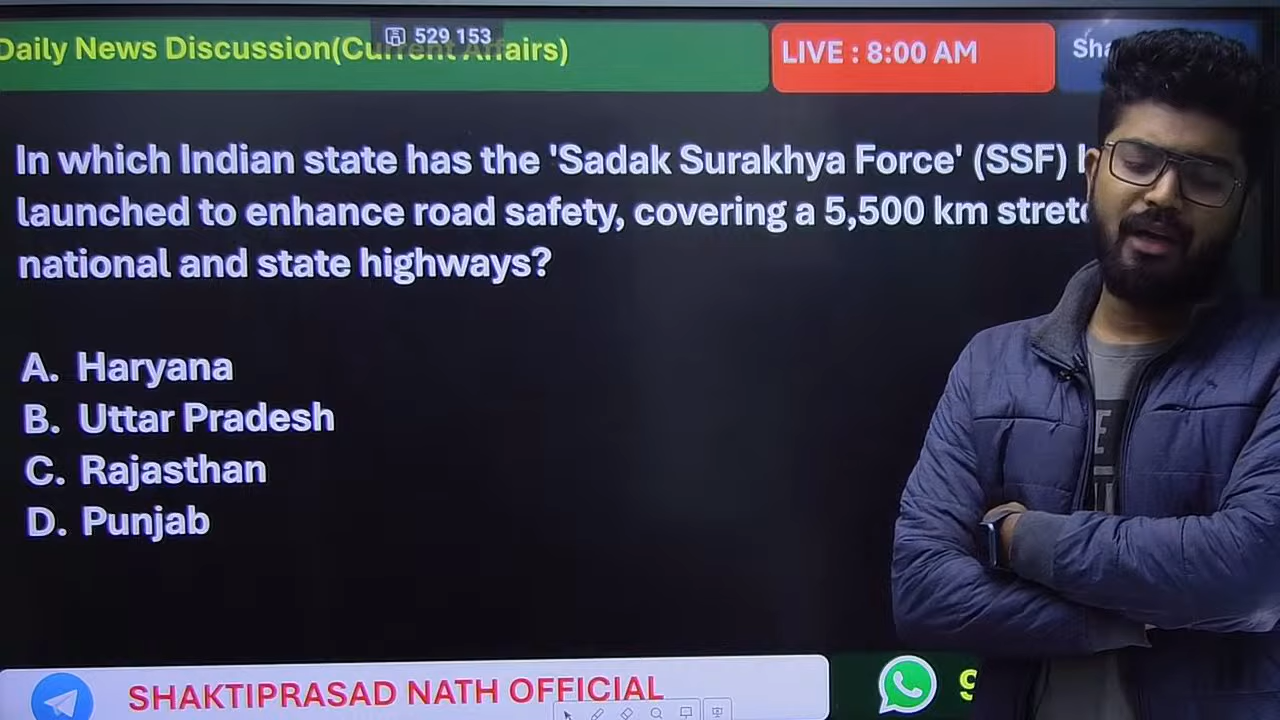 Daily News Discussion(Current Affairs)
529 153
LIVE : 8:00 AM
Sha
In which Indian state has the 'Sadak Surakhya Force' (SSF)
launched to enhance road safety, covering a 5,500 km
national and state highways?
A. Haryana
B. Uttar Pradesh
C. Rajasthan
D. Punjab
SHAKTIPRASAD NATH OFFICIAL
9